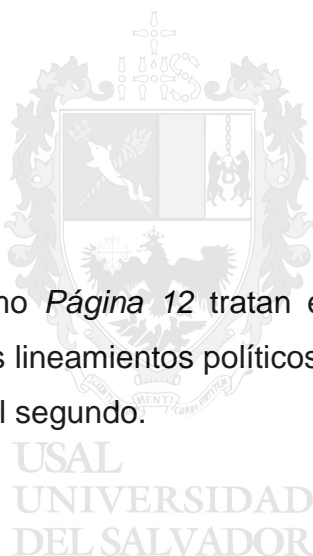 no Página 12 tratan e
s lineamientos políticos
l segundo.
USAL
UNIVERSIDAD
DEL SALVADOR